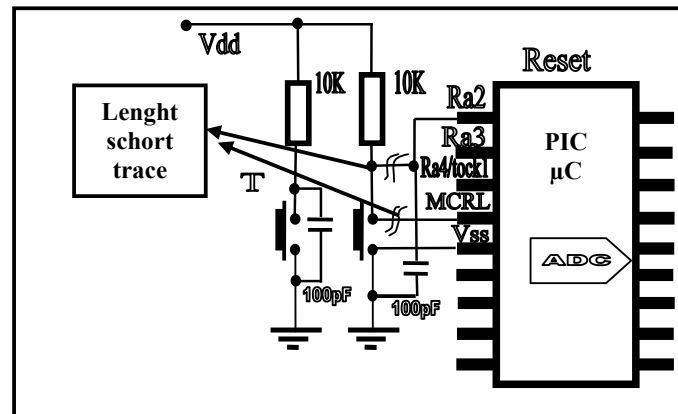 Vdd
Reset
10K
10K
Lenght
schort
trace
Ra2
Ra3
Ra4/tock1
PIC
µC
T
MCRL
Vss
ADC
100pF
100pF